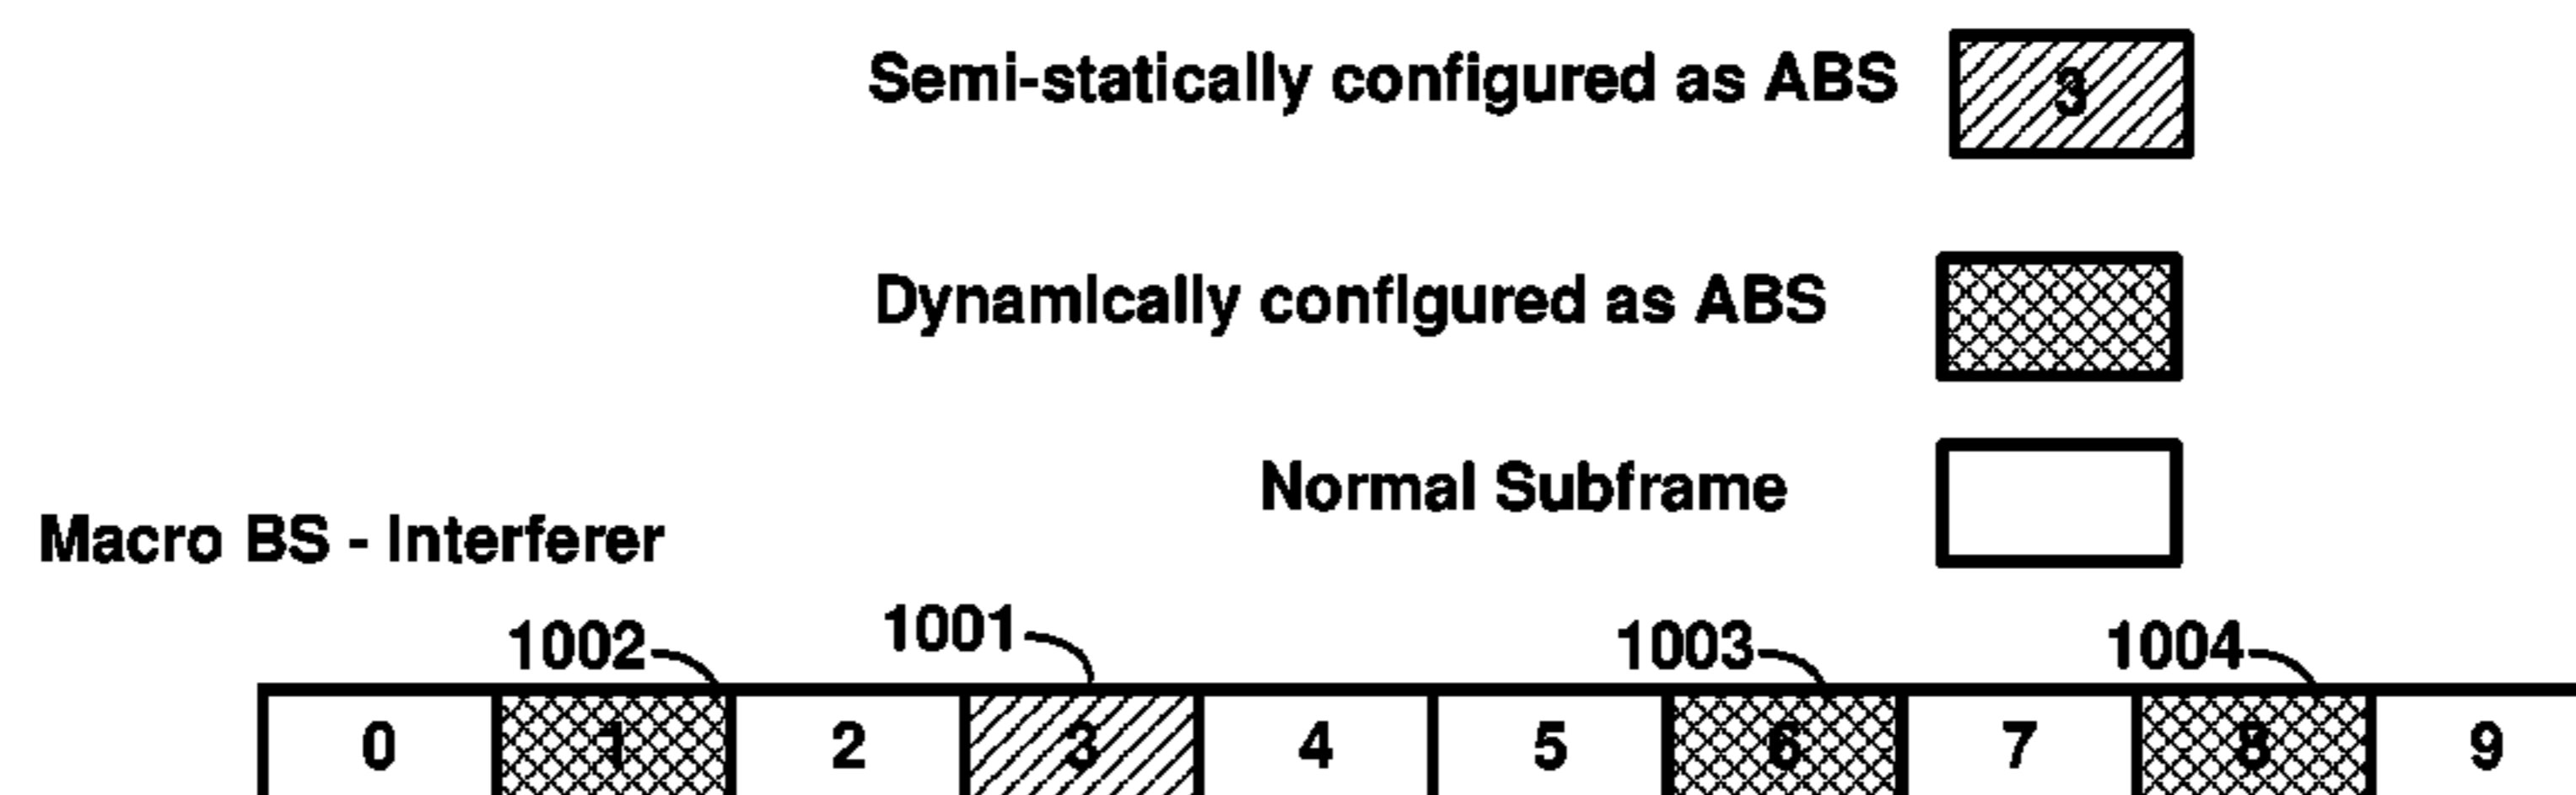 Semi-statically configured as ABS 3
Dynamically configured as ABS
Normal Subframe
Macro BS - Interferer
1002 1001 1003 1004
0 1 2 3 4 5 6 7 8 9